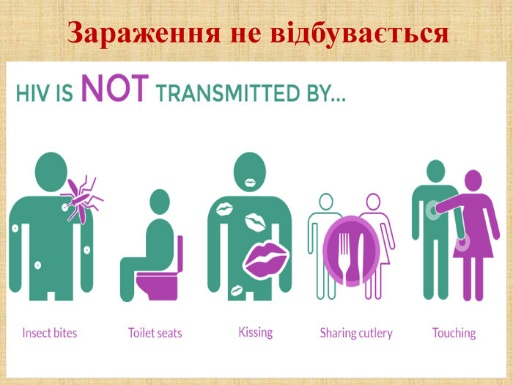 Зараження не відбувається
HIV IS NOT TRANSMITTED BY...
Insect bites
Toilet seats
Kissing
Sharing cutlery
Touching